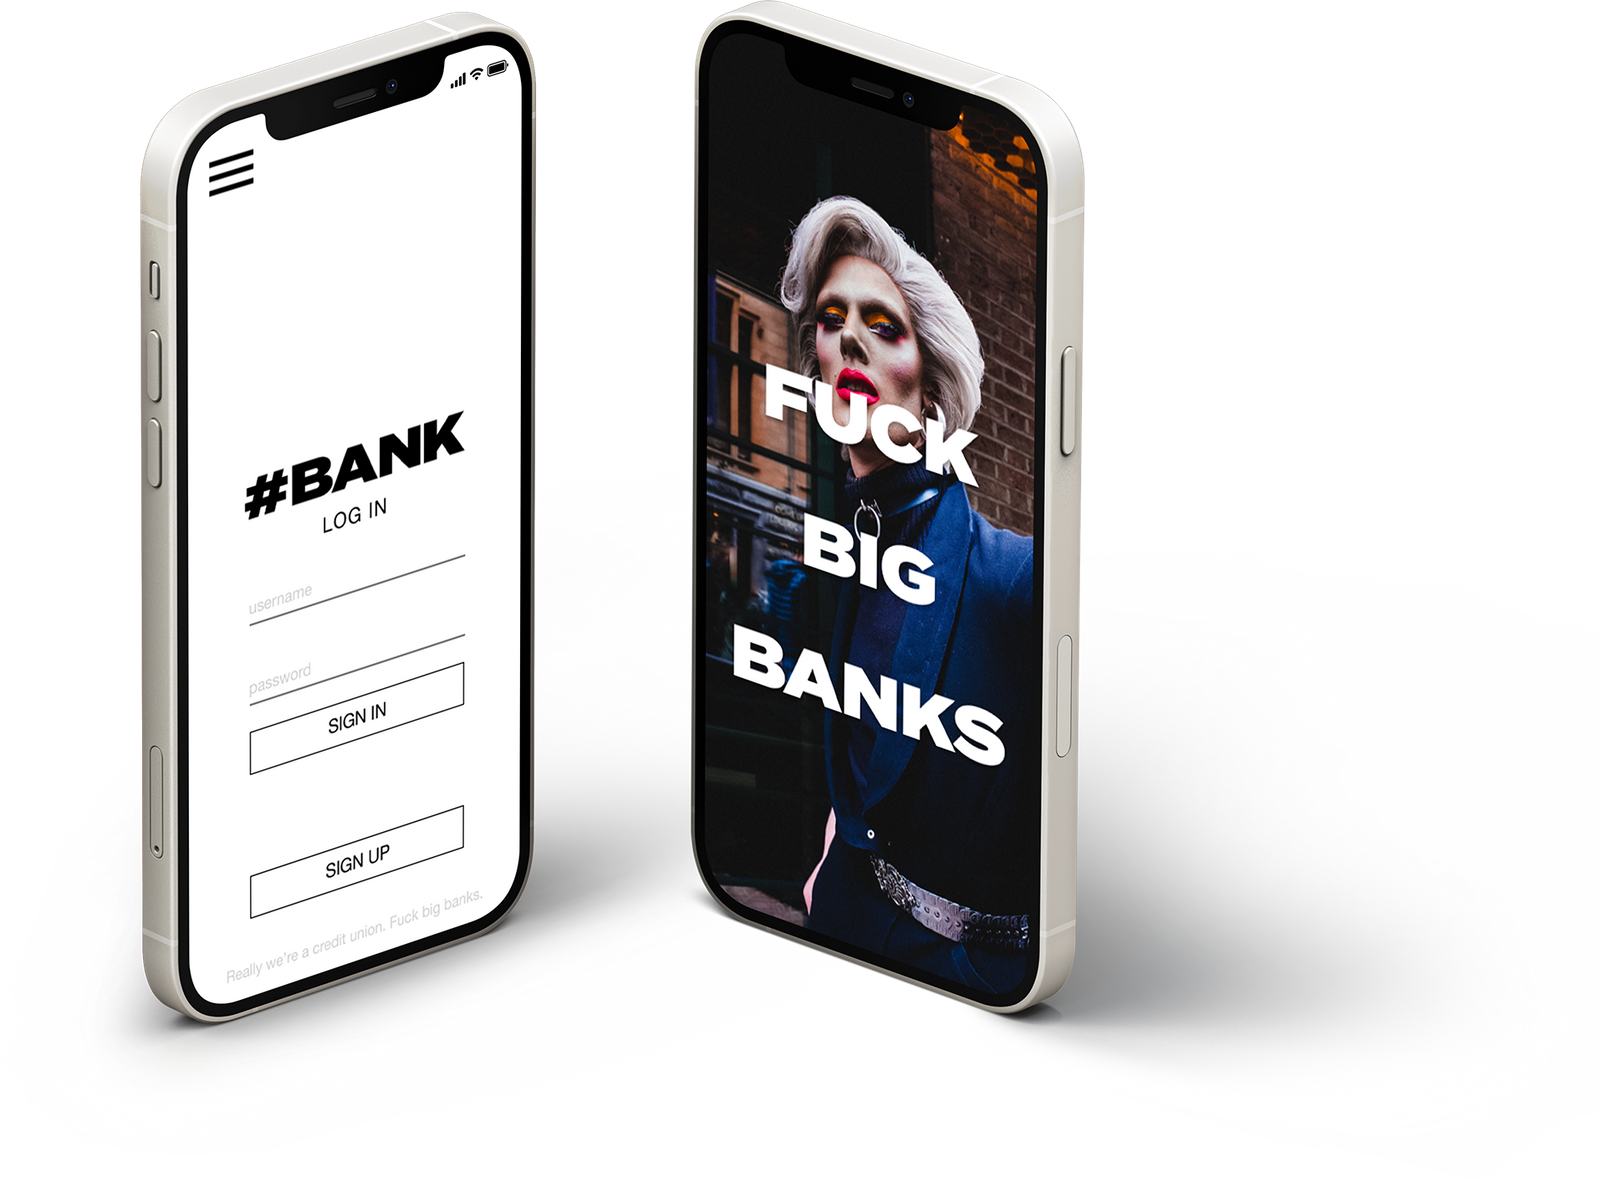 #BANK
LOG IN
username
password
SIGN IN
SIGN UP
Really we're a credit union. Fuck big banks.
FUCK
BIG
BANKS